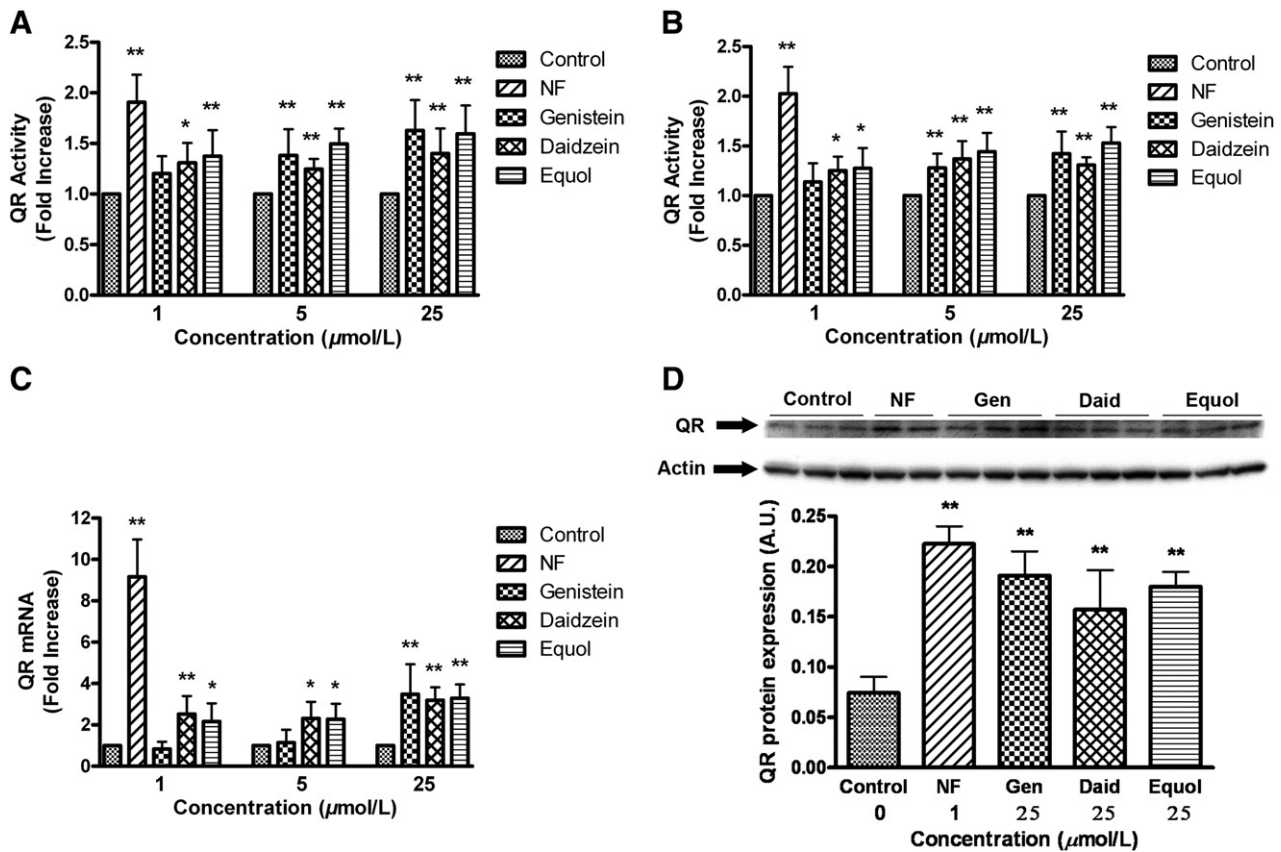 A
2.5
2.0
1.5
1.0
0.5
0.0
QR Activity
(Fold Increase)
**
*
**
**
**
**
**
**
**
1
5
25
Concentration (µmol/L)
Control
NF
Genistein
Daidzein
Equol
B
2.5
2.0
1.5
1.0
0.5
0.0
QR Activity
(Fold Increase)
**
*
*
**
**
**
**
**
**
1
5
25
Concentration (µmol/L)
Control
NF
Genistein
Daidzein
Equol
C
12
10
8
6
4
2
0
QR mRNA
(Fold Increase)
**
**
*
*
*
**
**
**
1
5
25
Concentration (µmol/L)
Control
NF
Genistein
Daidzein
Equol
D
Control NF Gen Daid Equol
QR
Actin
QR protein expression (A.U.)
0.25
0.20
0.15
0.10
0.05
0.00
**
**
**
**
Control NF Gen Daid Equol
0 1 25 25 25
Concentration (µmol/L)